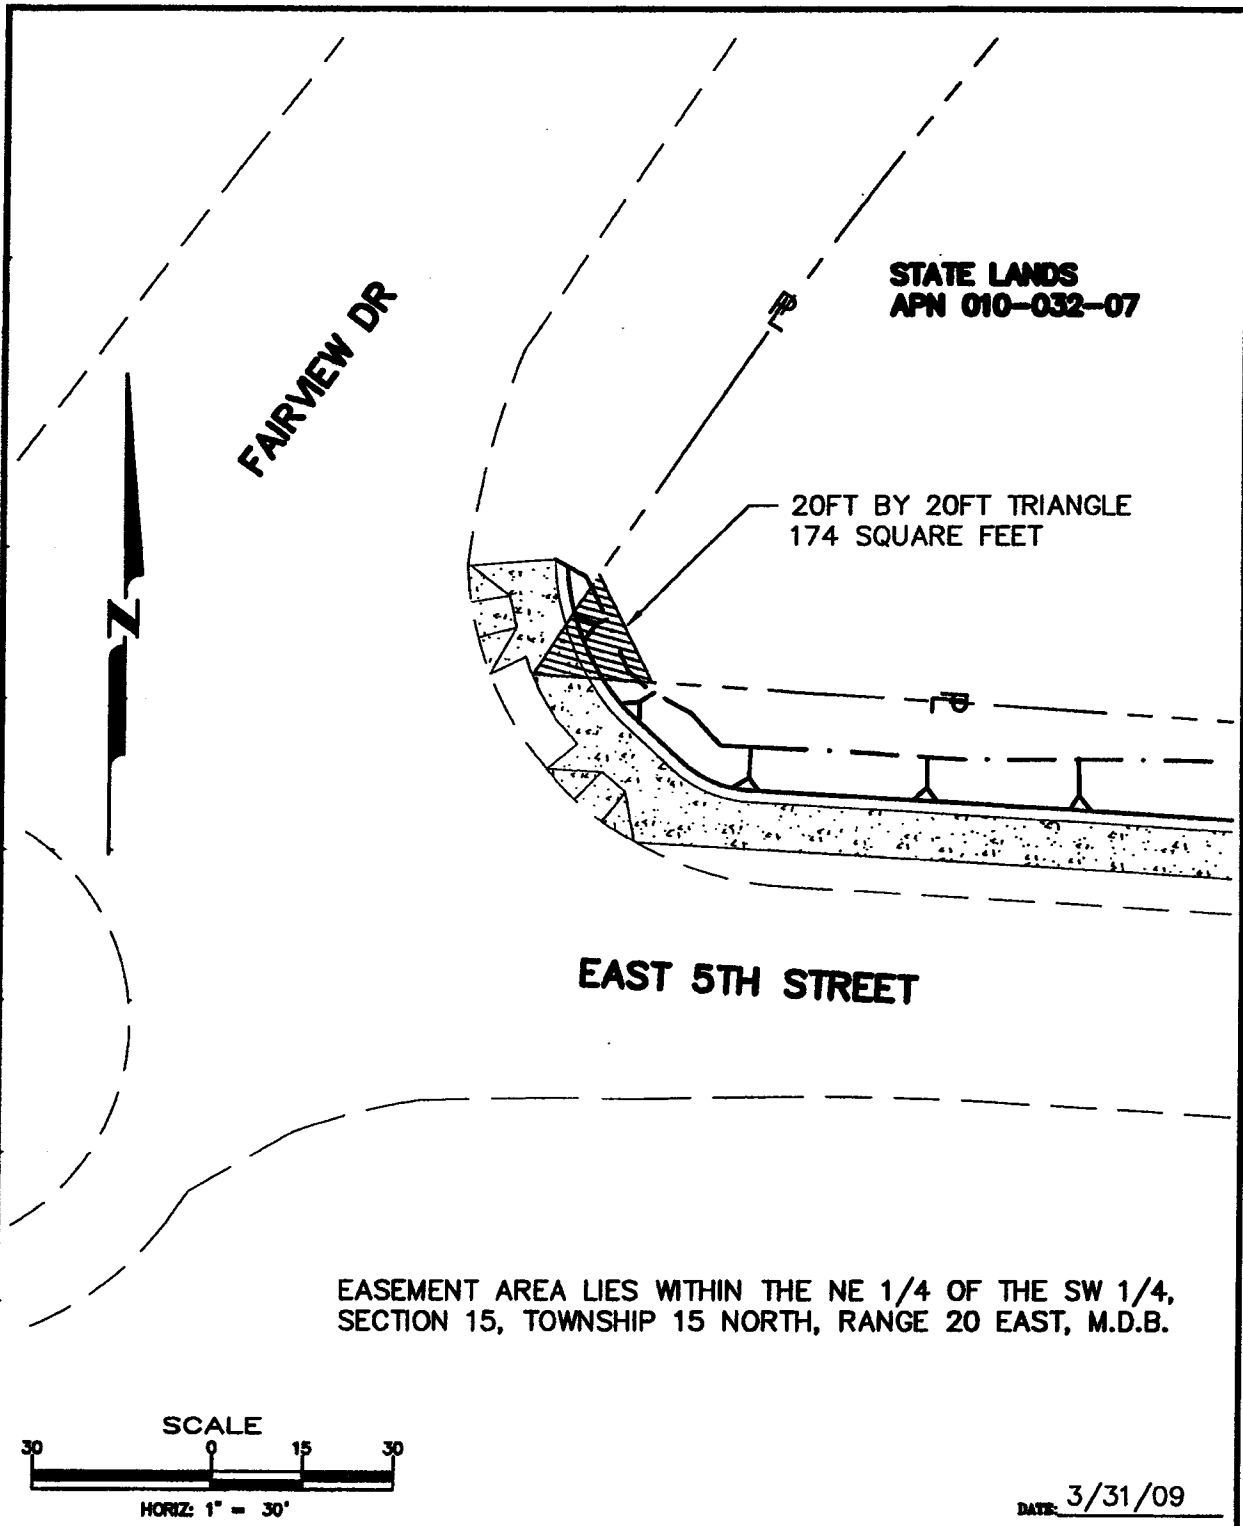 STATE LANDS
APN 010-032-07
FAIRVIEW DR
PL
20FT BY 20FT TRIANGLE
174 SQUARE FEET
N
PL
EAST 5TH STREET
EASEMENT AREA LIES WITHIN THE NE 1/4 OF THE SW 1/4,
SECTION 15, TOWNSHIP 15 NORTH, RANGE 20 EAST, M.D.B.
SCALE
30 0 15 30
HORIZ: 1" = 30'
DATE: 3/31/09